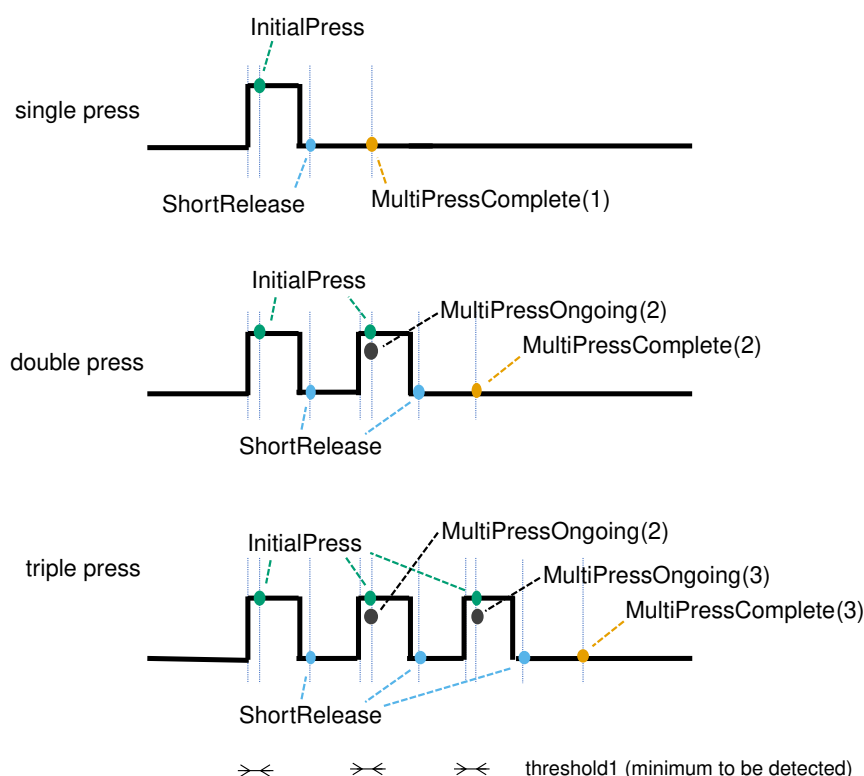 InitialPress
single press
ShortRelease
MultiPressComplete(1)
InitialPress
MultiPressOngoing(2)
MultiPressComplete(2)
double press
ShortRelease
MultiPressOngoing(2)
InitialPress
triple press
MultiPressOngoing(3)
MultiPressComplete(3)
ShortRelease
threshold1 (minimum to be detected)